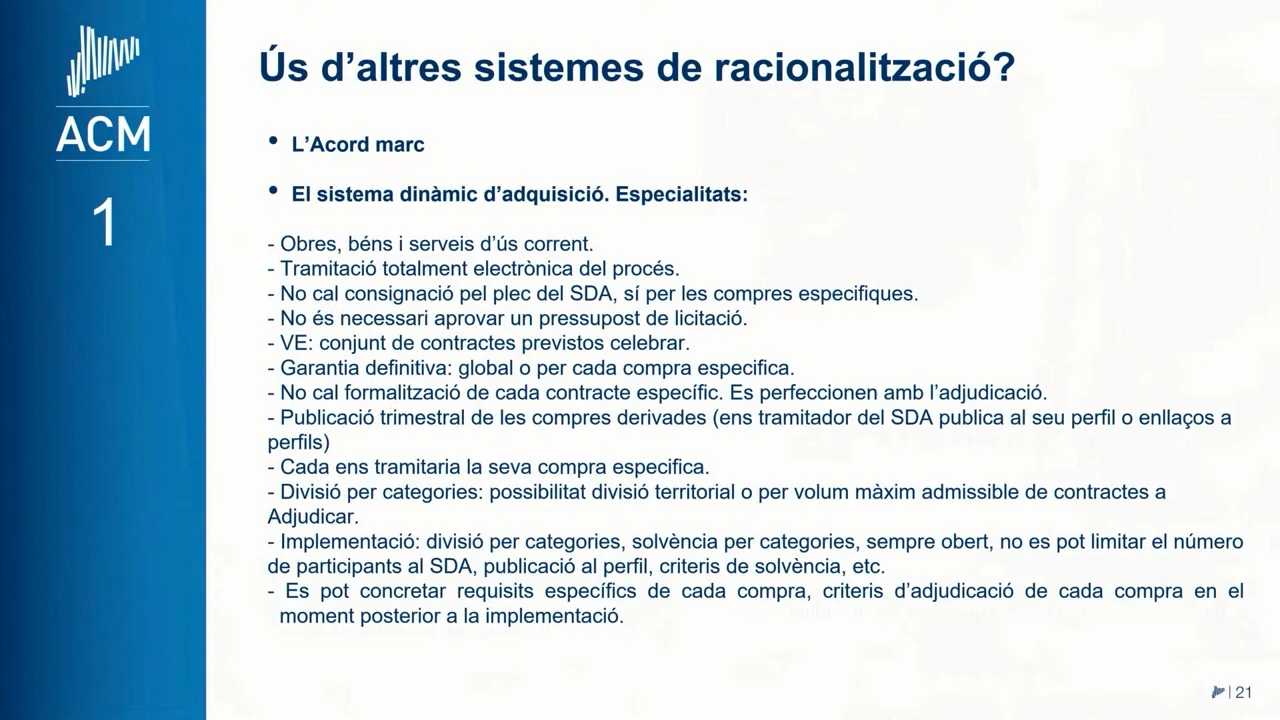 ACM
1
Ús d’altres sistemes de racionalització?
• L’Acord marc
• El sistema dinàmic d’adquisició. Especialitats:
- Obres, béns i serveis d’ús corrent.
- Tramitació totalment electrònica del procés.
- No cal consignació pel plec del SDA, sí per les compres especifiques.
- No és necessari aprovar un pressupost de licitació.
- VE: conjunt de contractes previstos celebrar.
- Garantia definitiva: global o per cada compra especifica.
- No cal formalització de cada contracte específic. Es perfeccionen amb l’adjudicació.
- Publicació trimestral de les compres derivades (ens tramitador del SDA publica al seu perfil o enllaços a
perfils)
- Cada ens tramitaria la seva compra especifica.
- Divisió per categories: possibilitat divisió territorial o per volum màxim admissible de contractes a
Adjudicar.
- Implementació: divisió per categories, solvència per categories, sempre obert, no es pot limitar el número
de participants al SDA, publicació al perfil, criteris de solvència, etc.
- Es pot concretar requisits específics de cada compra, criteris d’adjudicació de cada compra en el
moment posterior a la implementació.
| 21